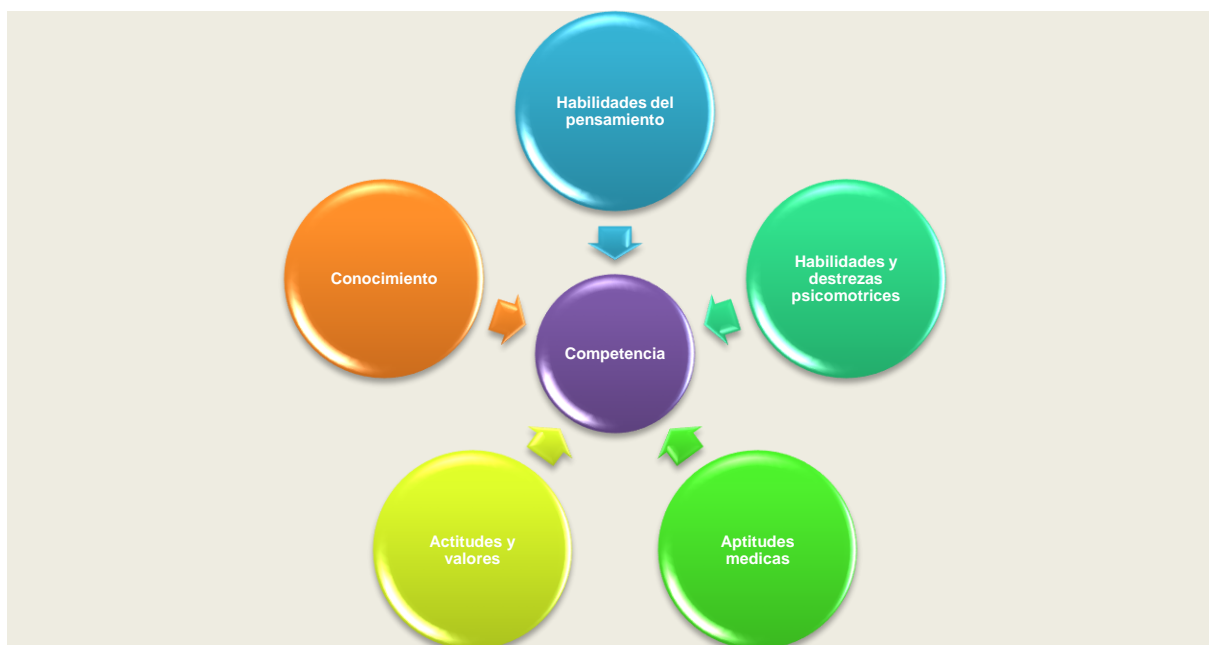 Habilidades del
pensamiento
Conocimiento
Habilidades y
destrezas
psicomotrices
Competencia
Actitudes y
valores
Aptitudes
medicas